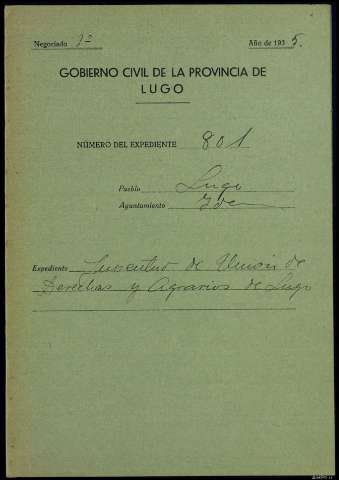 Negociado 1º Año de 1935.
GOBIERNO CIVIL DE LA PROVINCIA DE
LUGO
NÚMERO DEL EXPEDIENTE 801
Pueblo Lugo
Ayuntamiento Idem
Expediente Juventud de Unión de
Derechas y Agrarios de Lugo